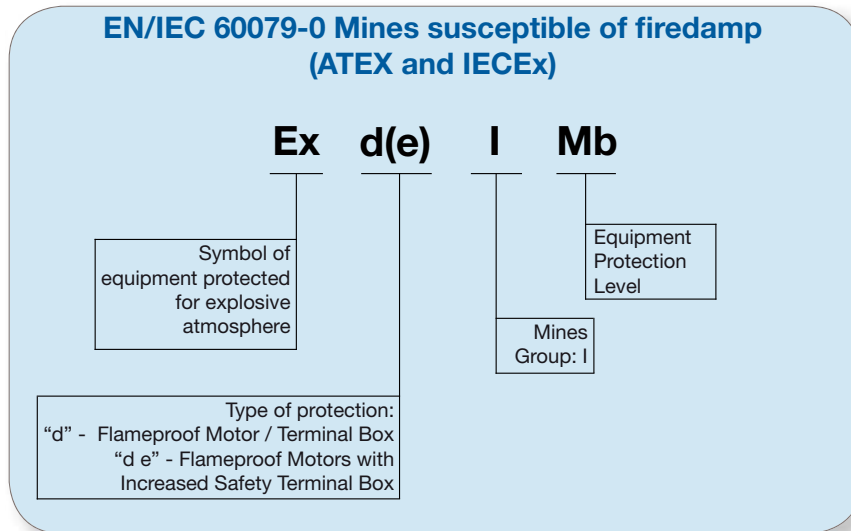 EN/IEC 60079-0 Mines susceptible of firedamp
(ATEX and IECEx)
Ex d(e) I Mb
Symbol of
equipment protected
for explosive
atmosphere
Equipment
Protection
Level
Mines
Group: I
Type of protection:
“d” - Flameproof Motor / Terminal Box
“d e” - Flameproof Motors with
Increased Safety Terminal Box